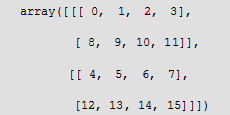 array([[[ 0, 1, 2, 3],
[ 8, 9, 10, 11]],
[[ 4, 5, 6, 7],
[12, 13, 14, 15]]])